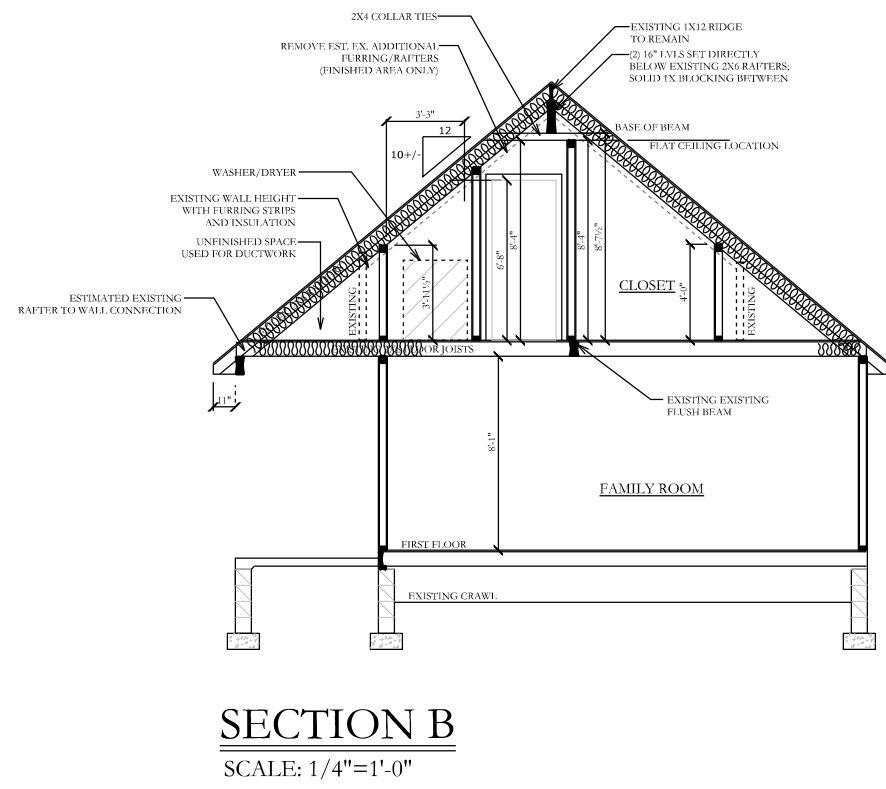 2X4 COLLAR TIES
EXISTING 1X12 RIDGE
TO REMAIN
REMOVE EST. EX. ADDITIONAL
FURRING/RAFTERS
(FINISHED AREA ONLY)
(2) 16" LVLS SET DIRECTLY
BELOW EXISTING 2X6 RAFTERS;
SOLID 1X BLOCKING BETWEEN
3'-3"
12
10+/-
BASE OF BEAM
FLAT CEILING LOCATION
WASHER/DRYER
EXISTING WALL HEIGHT
WITH FURRING STRIPS
AND INSULATION
UNFINISHED SPACE
USED FOR DUCTWORK
ESTIMATED EXISTING
RAFTER TO WALL CONNECTION
EXISTING
3'-11½"
6'-8"
8'-4"
8'-4"
8'-7½"
CLOSET
4'-0"
EXISTING
OOR JOISTS
11"
EXISTING EXISTING
FLUSH BEAM
8'-1"
FAMILY ROOM
FIRST FLOOR
EXISTING CRAWL
SECTION B
SCALE: 1/4"=1'-0"